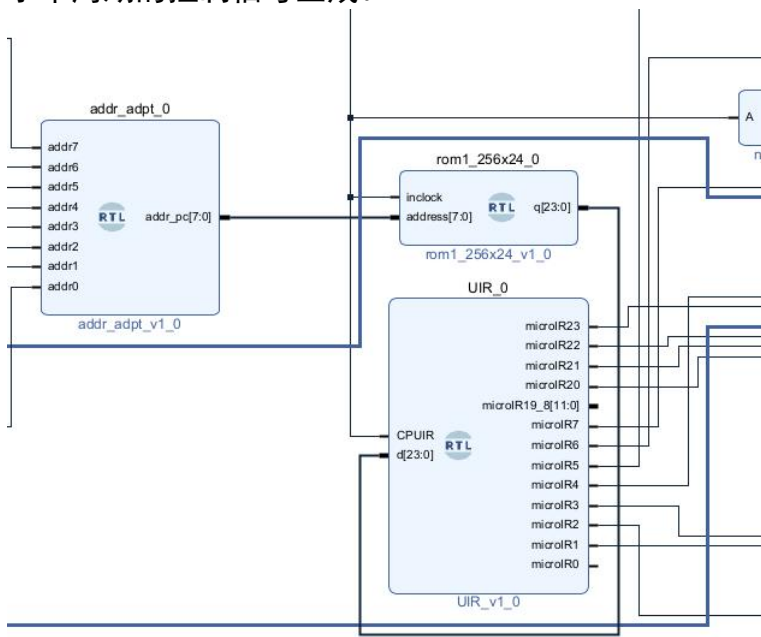 addr_adpt_0
addr7
addr6
addr5
addr4
addr3
addr2
addr1
addr0
RTL
addr_pc[7:0]
addr_adpt_v1_0
rom1_256x24_0
inclock
address[7:0]
RTL
q[23:0]
rom1_256x24_v1_0
A
n
UIR_0
CPUIR
d[23:0]
RTL
microIR23
microIR22
microIR21
microIR20
microIR19_8[11:0]
microIR7
microIR6
microIR5
microIR4
microIR3
microIR2
microIR1
microIR0
UIR_v1_0